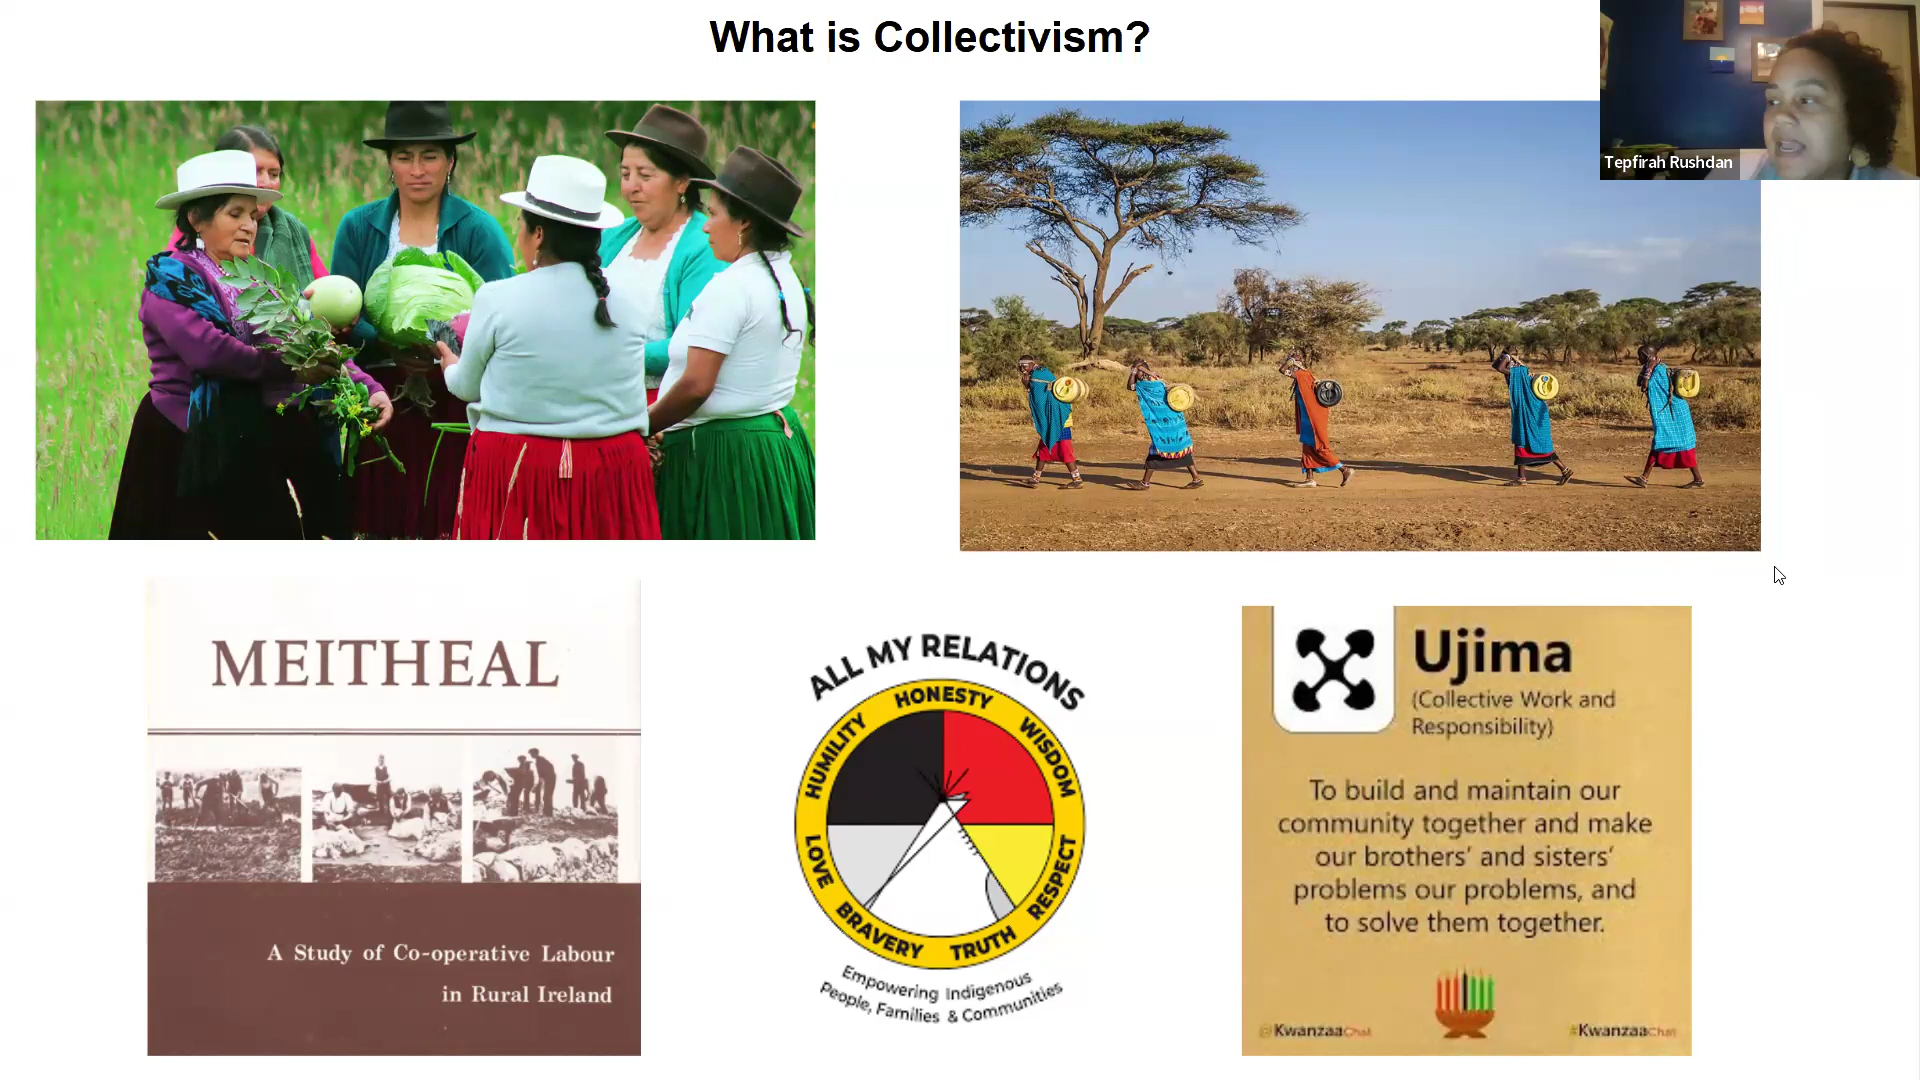 What is Collectivism?
Tepfirah Rushdan
MEITHEAL
A Study of Co-operative Labour
in Rural Ireland
ALL MY RELATIONS
HONESTY
WISDOM
RESPECT
TRUTH
BRAVERY
LOVE
HUMILITY
Empowering Indigenous
People, Families & Communities
Ujima
(Collective Work and
Responsibility)
To build and maintain our
community together and make
our brothers' and sisters'
problems our problems, and
to solve them together.
@KwanzaaChat
#KwanzaaChat